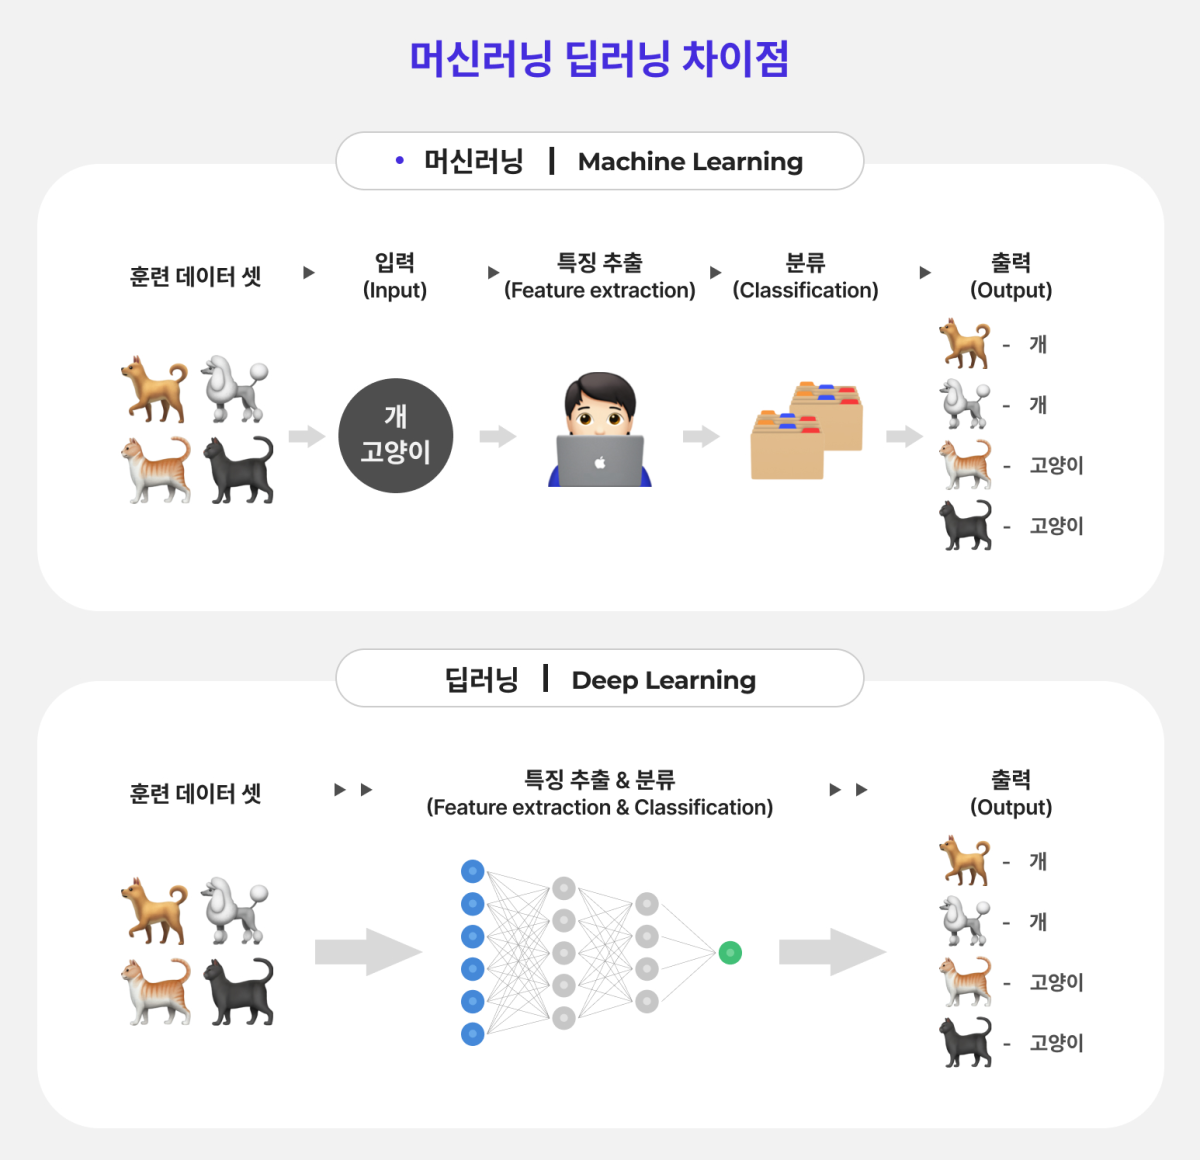 머신러닝 딥러닝 차이점
• 머신러닝 | Machine Learning
훈련 데이터 셋
입력
(Input)
특징 추출
(Feature extraction)
분류
(Classification)
출력
(Output)
개
고양이
- 개
- 개
- 고양이
- 고양이
딥러닝 | Deep Learning
훈련 데이터 셋
특징 추출 & 분류
(Feature extraction & Classification)
출력
(Output)
- 개
- 개
- 고양이
- 고양이